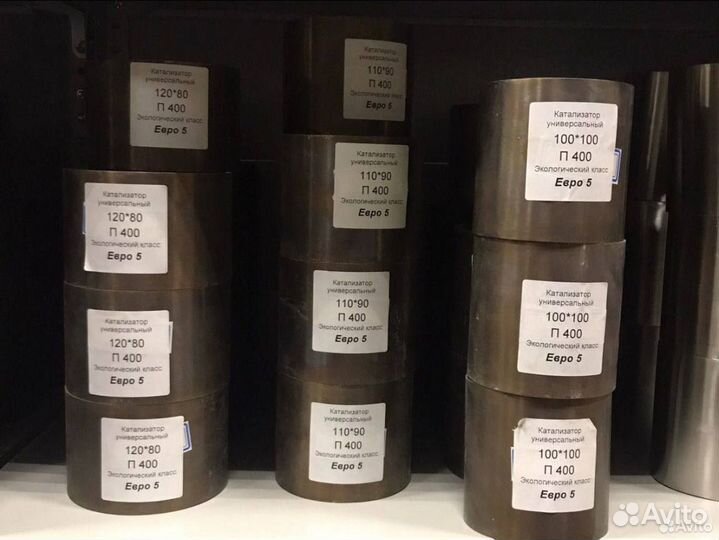 Катализатор
универсальный
120*80
П 400
Экологический класс
Евро 5
Катализатор
универсальный
120*80
П 400
Экологический класс
Евро 5
Катализатор
универсальный
120*80
П 400
Экологический класс
Евро 5
Катализатор
универсальный
120*80
П 400
Экологический класс
Евро 5
Катализатор
универсальный
110*90
П 400
Экологический класс
Евро 5
Катализатор
универсальный
110*90
П 400
Экологический класс
Евро 5
Катализатор
универсальный
110*90
П 400
Экологический класс
Евро 5
Катализатор
универсальный
110*90
П 400
Экологический класс
Евро 5
Катализатор
универсальный
100*100
П 400
Экологический класс
Евро 5
Катализатор
универсальный
100*100
П 400
Экологический класс
Евро 5
Катализатор
универсальный
100*100
П 400
Экологический класс
Евро 5
Avito